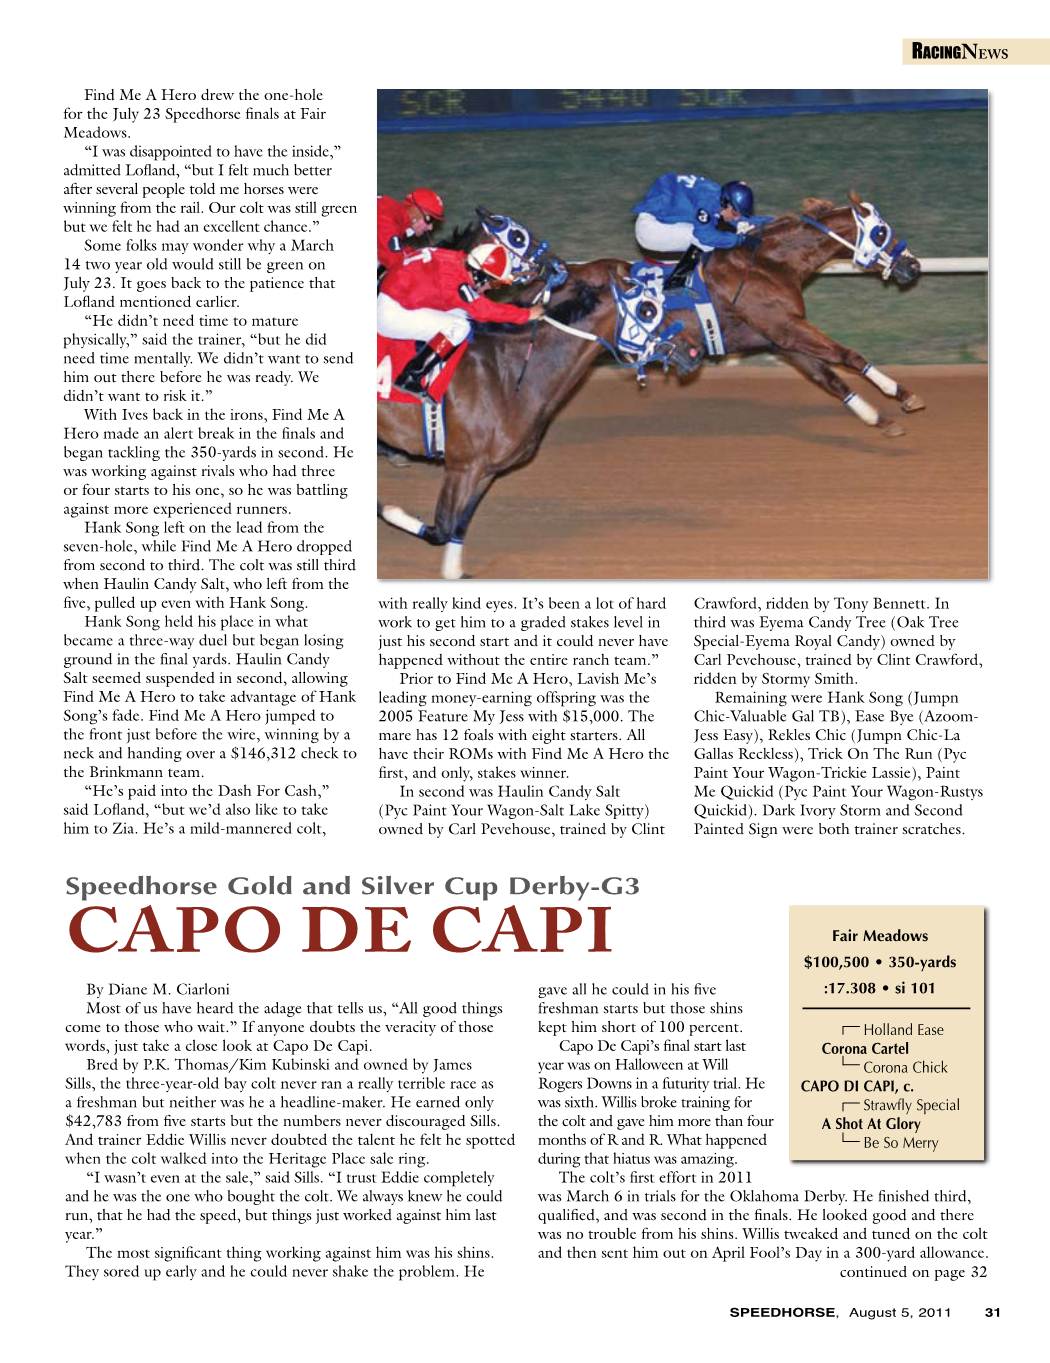 RACINGNEWS
Find Me A Hero drew the one-hole
for the July 23 Speedhorse finals at Fair
Meadows.
“I was disappointed to have the inside,”
admitted Lofland, “but I felt much better
after several people told me horses were
winning from the rail. Our colt was still green
but we felt he had an excellent chance.”
Some folks may wonder why a March
14 two year old would still be green on
July 23. It goes back to the patience that
Lofland mentioned earlier.
“He didn’t need time to mature
physically,” said the trainer, “but he did
need time mentally. We didn’t want to send
him out there before he was ready. We
didn’t want to risk it.”
With Ives back in the irons, Find Me A
Hero made an alert break in the finals and
began tackling the 350-yards in second. He
was working against rivals who had three
or four starts to his one, so he was battling
against more experienced runners.
Hank Song left on the lead from the
seven-hole, while Find Me A Hero dropped
from second to third. The colt was still third
when Haulin Candy Salt, who left from the
five, pulled up even with Hank Song.
Hank Song held his place in what
became a three-way duel but began losing
ground in the final yards. Haulin Candy
Salt seemed suspended in second, allowing
Find Me A Hero to take advantage of Hank
Song’s fade. Find Me A Hero jumped to
the front just before the wire, winning by a
neck and handing over a $146,312 check to
the Brinkmann team.
“He’s paid into the Dash For Cash,”
said Lofland, “but we’d also like to take
him to Zia. He’s a mild-mannered colt,
SCR 5440 SCR
with really kind eyes. It’s been a lot of hard
work to get him to a graded stakes level in
just his second start and it could never have
happened without the entire ranch team.”
Prior to Find Me A Hero, Lavish Me’s
leading money-earning offspring was the
2005 Feature My Jess with $15,000. The
mare has 12 foals with eight starters. All
have their ROMs with Find Me A Hero the
first, and only, stakes winner.
In second was Haulin Candy Salt
(Pyc Paint Your Wagon-Salt Lake Spitty)
owned by Carl Pevehouse, trained by Clint
Crawford, ridden by Tony Bennett. In
third was Eyema Candy Tree (Oak Tree
Special-Eyema Royal Candy) owned by
Carl Pevehouse, trained by Clint Crawford,
ridden by Stormy Smith.
Remaining were Hank Song (Jumpn
Chic-Valuable Gal TB), Ease Bye (Azoom-
Jess Easy), Rekles Chic (Jumpn Chic-La
Gallas Reckless), Trick On The Run (Pyc
Paint Your Wagon-Trickie Lassie), Paint
Me Quickid (Pyc Paint Your Wagon-Rustys
Quickid). Dark Ivory Storm and Second
Painted Sign were both trainer scratches.
Speedhorse Gold and Silver Cup Derby-G3
CAPO DE CAPI
By Diane M. Ciarloni
Most of us have heard the adage that tells us, “All good things
come to those who wait.” If anyone doubts the veracity of those
words, just take a close look at Capo De Capi.
Bred by P.K. Thomas/Kim Kubinski and owned by James
Sills, the three-year-old bay colt never ran a really terrible race as
a freshman but neither was he a headline-maker. He earned only
$42,783 from five starts but the numbers never discouraged Sills.
And trainer Eddie Willis never doubted the talent he felt he spotted
when the colt walked into the Heritage Place sale ring.
“I wasn’t even at the sale,” said Sills. “I trust Eddie completely
and he was the one who bought the colt. We always knew he could
run, that he had the speed, but things just worked against him last
year.”
The most significant thing working against him was his shins.
They sored up early and he could never shake the problem. He
gave all he could in his five
freshman starts but those shins
kept him short of 100 percent.
Capo De Capi’s final start last
year was on Halloween at Will
Rogers Downs in a futurity trial. He
was sixth. Willis broke training for
the colt and gave him more than four
months of R and R. What happened
during that hiatus was amazing.
The colt’s first effort in 2011
was March 6 in trials for the Oklahoma Derby. He finished third,
qualified, and was second in the finals. He looked good and there
was no trouble from his shins. Willis tweaked and tuned on the colt
and then sent him out on April Fool’s Day in a 300-yard allowance.
continued on page 32
Fair Meadows
$100,500 • 350-yards
:17.308 • si 101
Holland Ease
Corona Cartel
Corona Chick
CAPO DI CAPI, c.
Strawfly Special
A Shot At Glory
Be So Merry
SPEEDHORSE, August 5, 2011 31